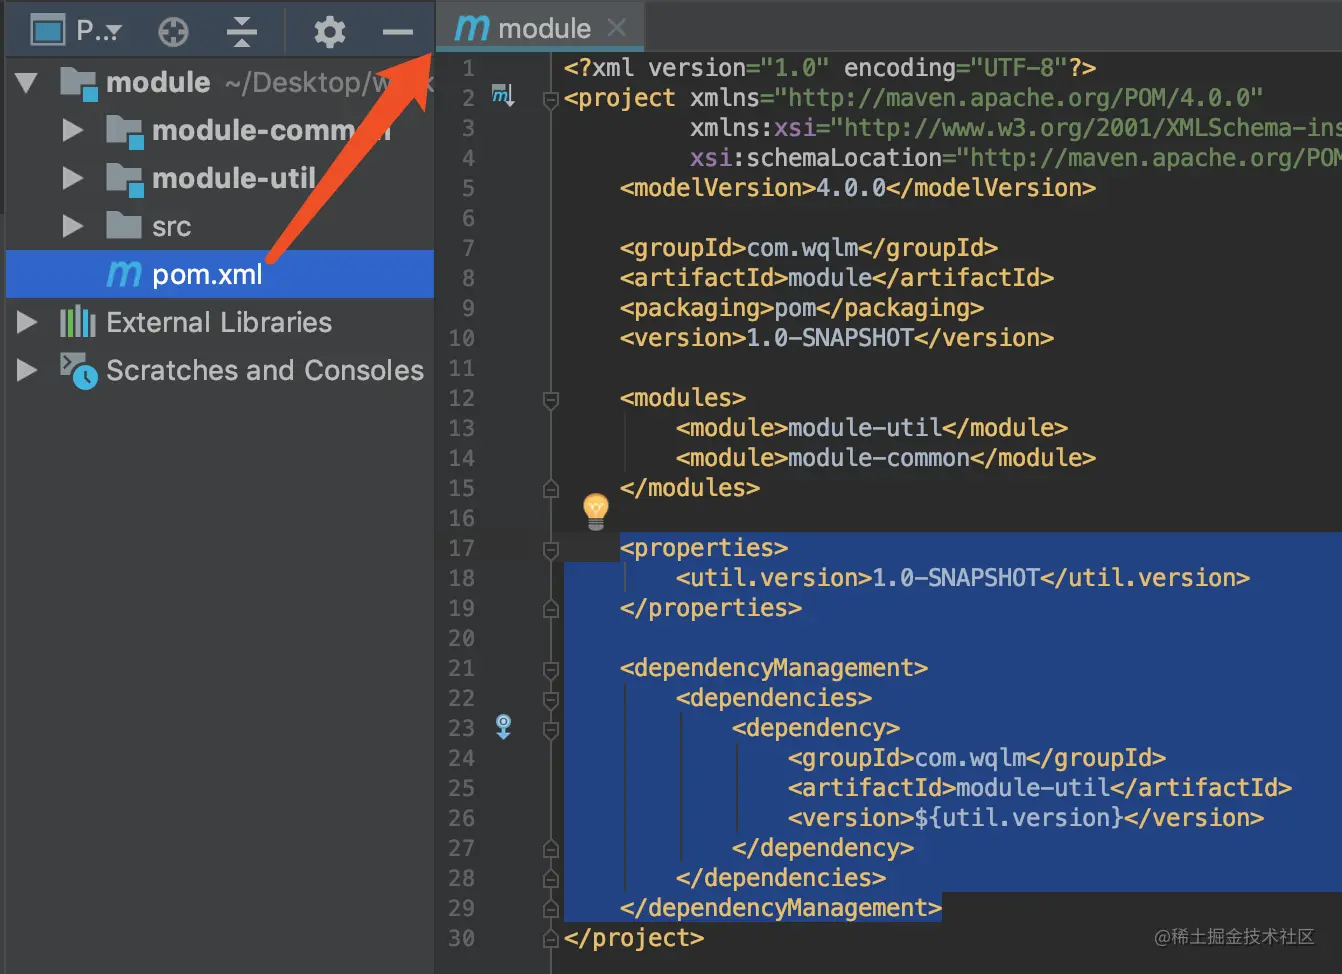 P...
module ~/Desktop/w
module-comm
module-util
src
pom.xml
External Libraries
Scratches and Consoles
module
1 <?xml version="1.0" encoding="UTF-8"?>
2 <project xmlns="http://maven.apache.org/POM/4.0.0"
3 xmlns:xsi="http://www.w3.org/2001/XMLSchema-ins
4 xsi:schemaLocation="http://maven.apache.org/POM
5 <modelVersion>4.0.0</modelVersion>
6
7 <groupId>com.wqlm</groupId>
8 <artifactId>module</artifactId>
9 <packaging>pom</packaging>
10 <version>1.0-SNAPSHOT</version>
11
12 <modules>
13 <module>module-util</module>
14 <module>module-common</module>
15 </modules>
16
17 <properties>
18 <util.version>1.0-SNAPSHOT</util.version>
19 </properties>
20
21 <dependencyManagement>
22 <dependencies>
23 <dependency>
24 <groupId>com.wqlm</groupId>
25 <artifactId>module-util</artifactId>
26 <version>${util.version}</version>
27 </dependency>
28 </dependencies>
29 </dependencyManagement>
30 </project>
@稀土掘金技术社区